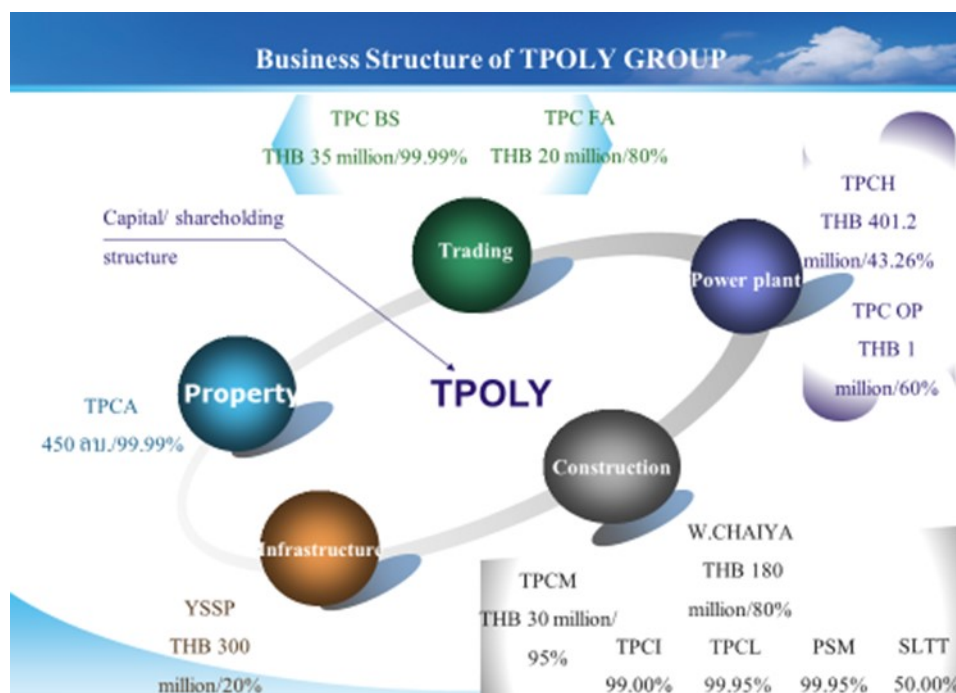 Business Structure of TPOLY GROUP
TPC BS
THB 35 million/99.99%
TPC FA
THB 20 million/80%
Capital/ shareholding
structure
Trading
Power plant
TPCH
THB 401.2
million/43.26%
TPC OP
THB 1
million/60%
Property
TPOLY
TPCA
450 ลบ./99.99%
Construction
Infrastructure
W.CHAIYA
THB 180
million/80%
TPCM
THB 30 million/
95%
YSSP
THB 300
million/20%
TPCI
99.00%
TPCL
99.95%
PSM
99.95%
SLTT
50.00%